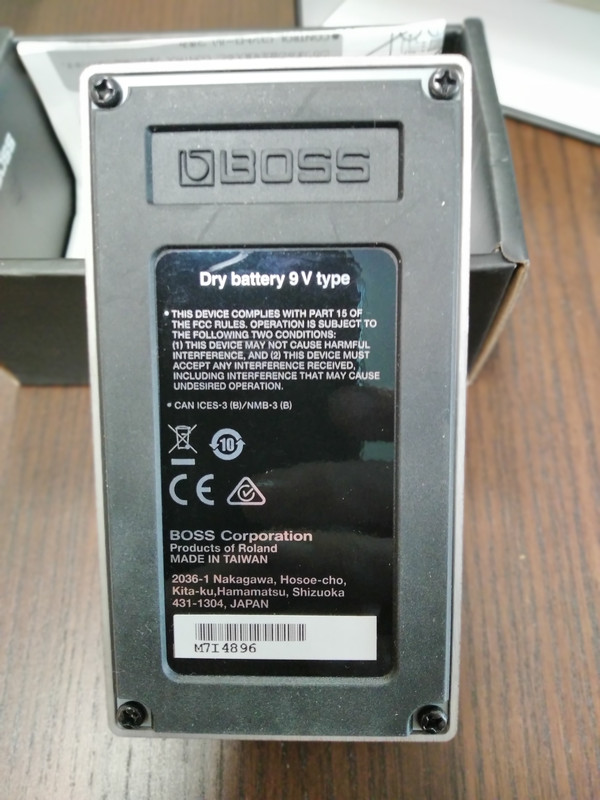 BOSS
Dry battery 9 V type
* THIS DEVICE COMPLIES WITH PART 15 OF
THE FCC RULES. OPERATION IS SUBJECT TO
THE FOLLOWING TWO CONDITIONS:
(1) THIS DEVICE MAY NOT CAUSE HARMFUL
INTERFERENCE, AND (2) THIS DEVICE MUST
ACCEPT ANY INTERFERENCE RECEIVED,
INCLUDING INTERFERENCE THAT MAY CAUSE
UNDESIRED OPERATION.
* CAN ICES-3 (B)/NMB-3 (B)
10
CE
BOSS Corporation
Products of Roland
MADE IN TAIWAN
2036-1 Nakagawa, Hosoe-cho,
Kita-ku,Hamamatsu, Shizuoka
431-1304, JAPAN
M7I4896